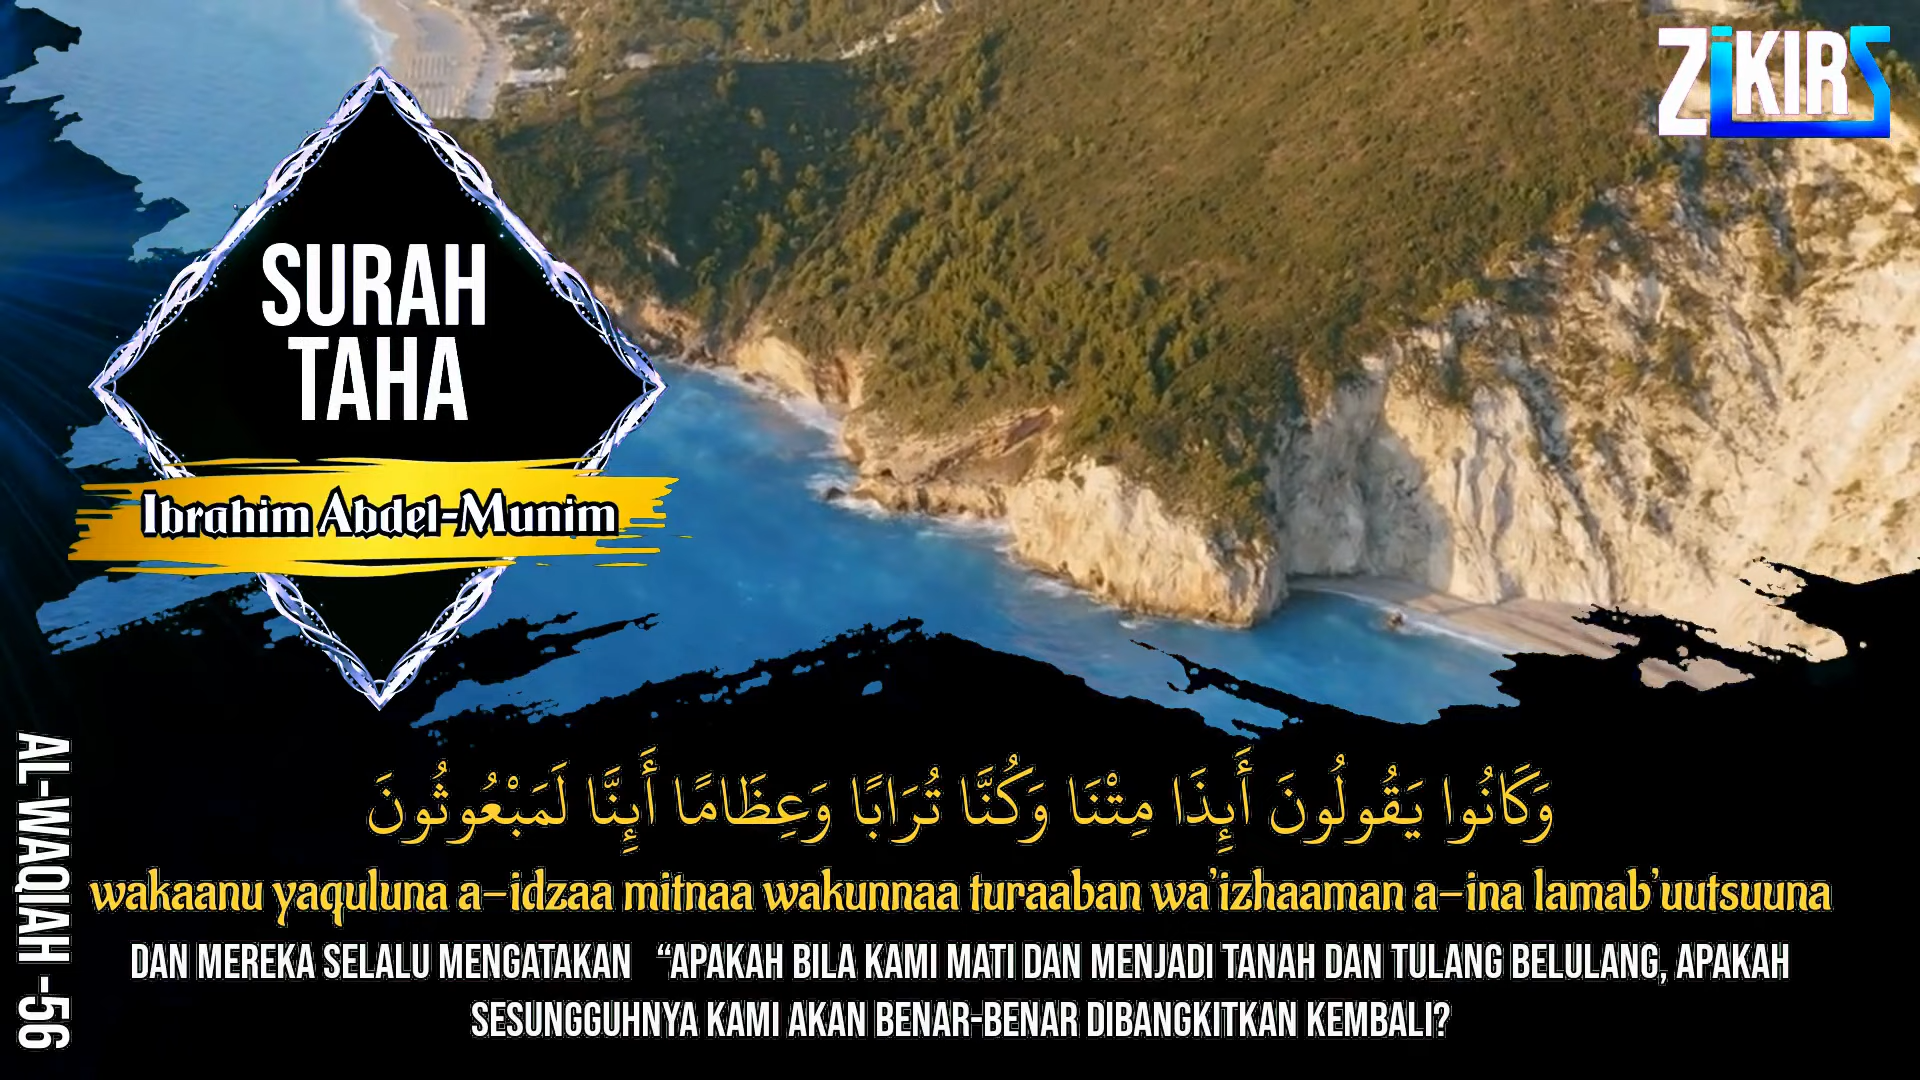 ZiKIRS
SURAH
TAHA
Ibrahim Abdel-Munim
AL-WAQIAH -56
وَكَانُوا يَقُولُونَ أَىِٕذَا مِتْنَا وَكُنَّا تُرَابًا وَعِظَامًا أَىِٕنَّا لَمَبْعُوثُونَ
wakaanu yaquluna a-idzaa mitnaa wakunnaa turaaban wa'izhaaman a-ina lamab'uutsuuna
DAN MEREKA SELALU MENGATAKAN “APAKAH BILA KAMI MATI DAN MENJADI TANAH DAN TULANG BELULANG, APAKAH
SESUNGGUHNYA KAMI AKAN BENAR-BENAR DIBANGKITKAN KEMBALI?